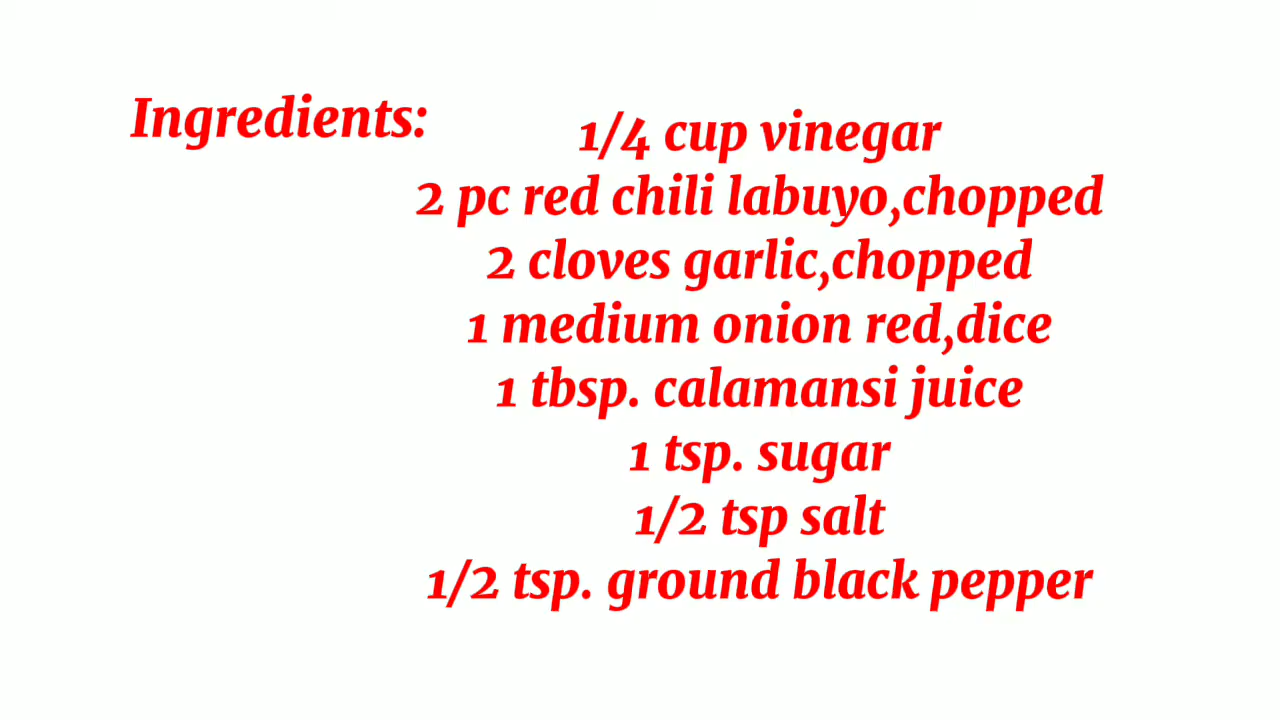 Ingredients:
1/4 cup vinegar
2 pc red chili labuyo,chopped
2 cloves garlic,chopped
1 medium onion red,dice
1 tbsp. calamansi juice
1 tsp. sugar
1/2 tsp salt
1/2 tsp. ground black pepper